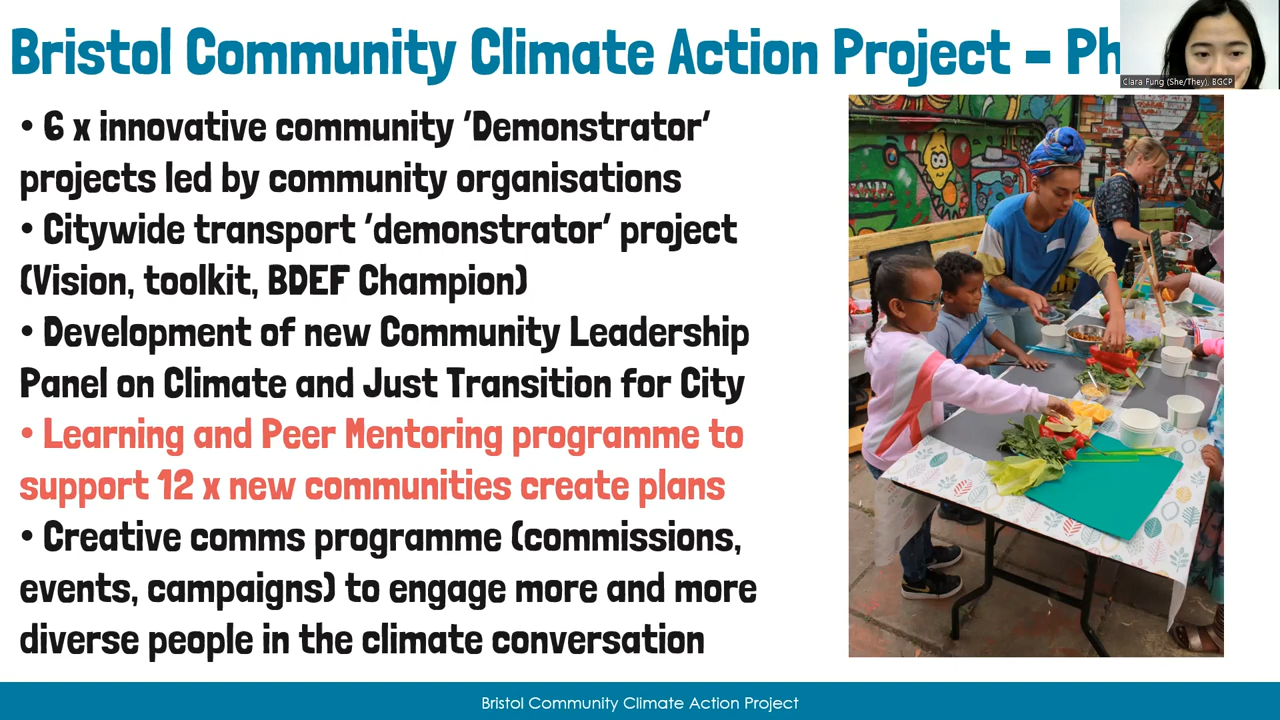 Bristol Community Climate Action Project – Ph
Clara Fung (She/They), BGCP
• 6 x innovative community ‘Demonstrator’
projects led by community organisations
• Citywide transport ‘demonstrator’ project
(Vision, toolkit, BDEF Champion)
• Development of new Community Leadership
Panel on Climate and Just Transition for City
• Learning and Peer Mentoring programme to
support 12 x new communities create plans
• Creative comms programme (commissions,
events, campaigns) to engage more and more
diverse people in the climate conversation
Bristol Community Climate Action Project